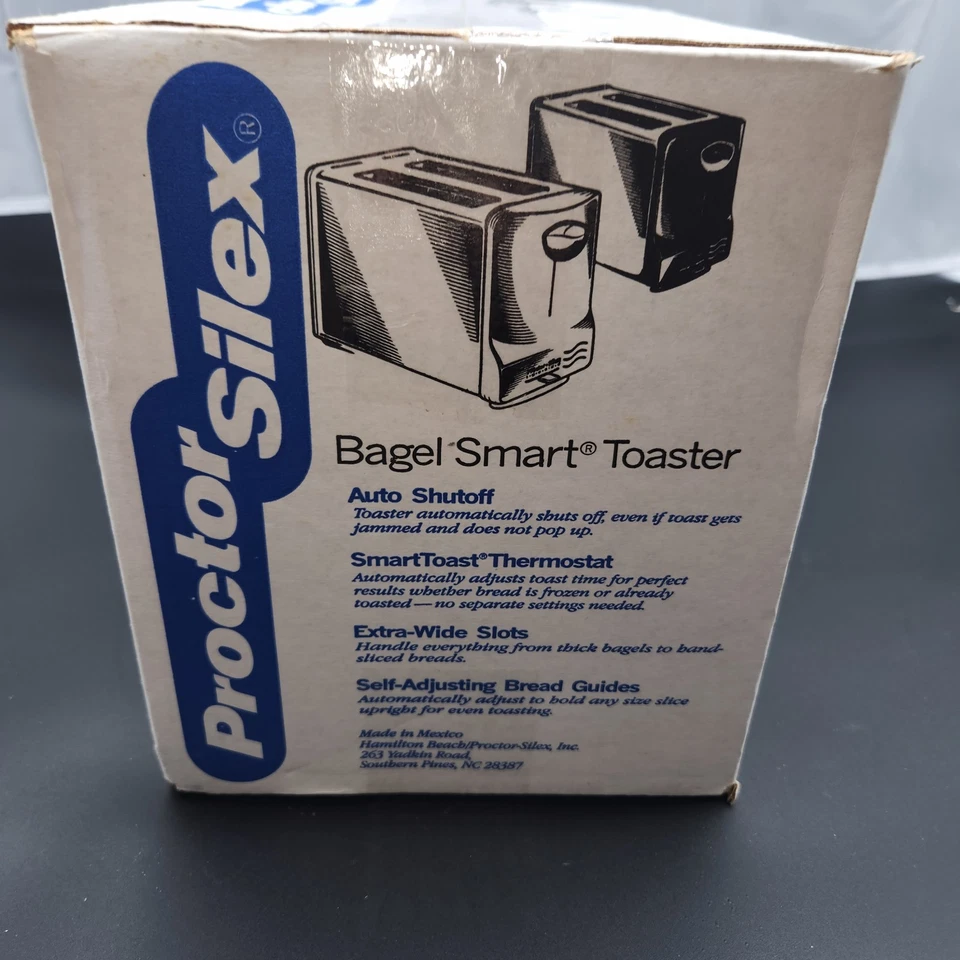 Proctor
Silex®
Bagel Smart® Toaster
Auto Shutoff
Toaster automatically shuts off, even if toast gets
jammed and does not pop up.
SmartToast® Thermostat
Automatically adjusts toast time for perfect
results whether bread is frozen or already
toasted — no separate settings needed.
Extra-Wide Slots
Handle everything from thick bagels to hand-
sliced breads.
Self-Adjusting Bread Guides
Automatically adjust to hold any size slice
upright for even toasting.
Made in Mexico
Hamilton Beach/Proctor-Silex, Inc.
263 Yadkin Road,
Southern Pines, NC 28387